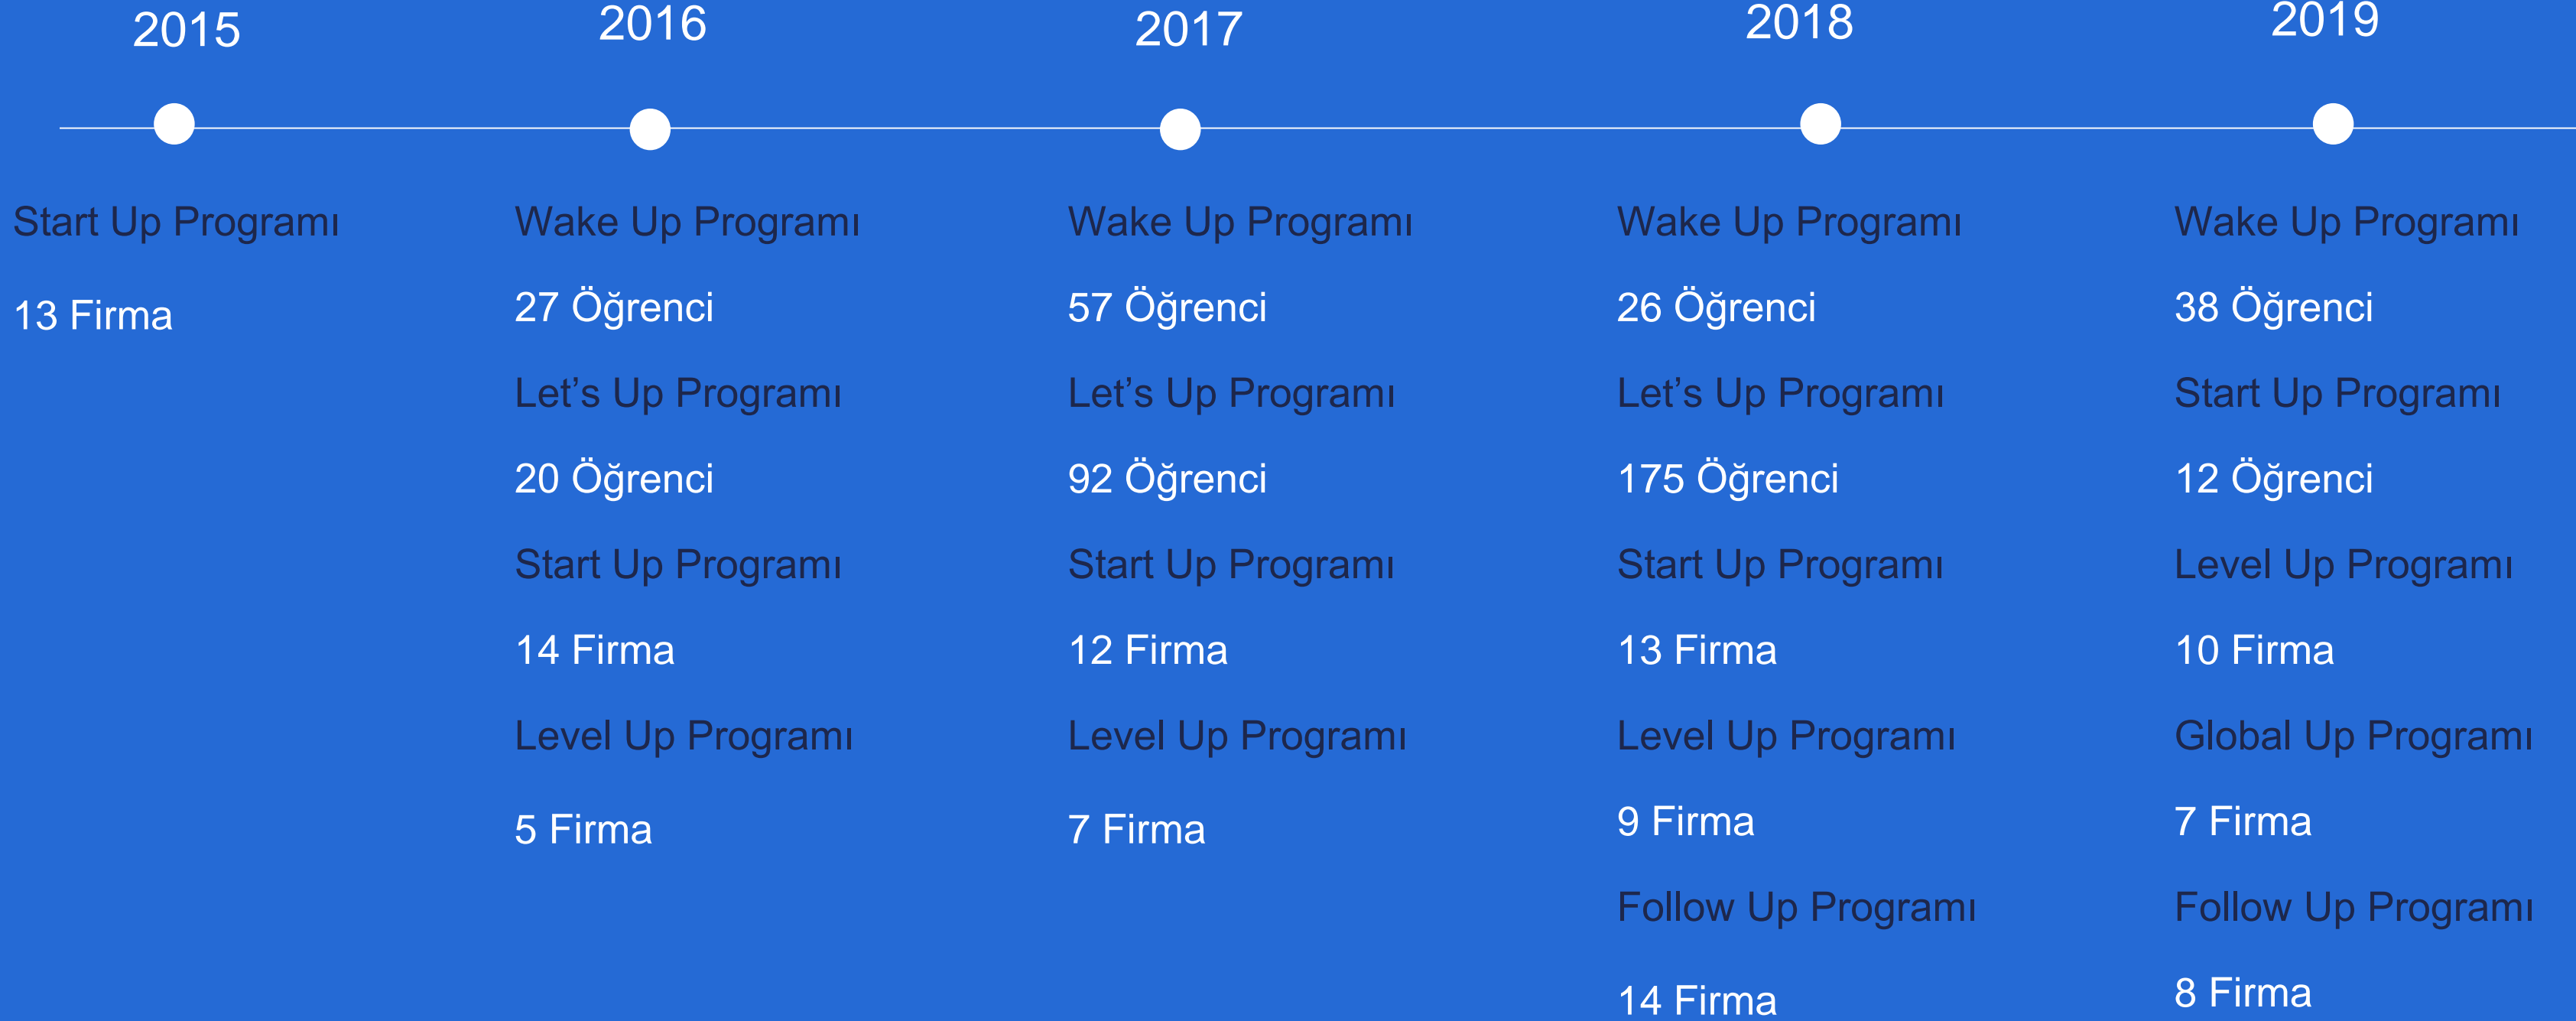 2015
Start Up Programı
13 Firma
2016
Wake Up Programı
27 Öğrenci
Let’s Up Programı
20 Öğrenci
Start Up Programı
14 Firma
Level Up Programı
5 Firma
2017
Wake Up Programı
57 Öğrenci
Let’s Up Programı
92 Öğrenci
Start Up Programı
12 Firma
Level Up Programı
7 Firma
2018
Wake Up Programı
26 Öğrenci
Let’s Up Programı
175 Öğrenci
Start Up Programı
13 Firma
Level Up Programı
9 Firma
Follow Up Programı
14 Firma
2019
Wake Up Programı
38 Öğrenci
Start Up Programı
12 Öğrenci
Level Up Programı
10 Firma
Global Up Programı
7 Firma
Follow Up Programı
8 Firma